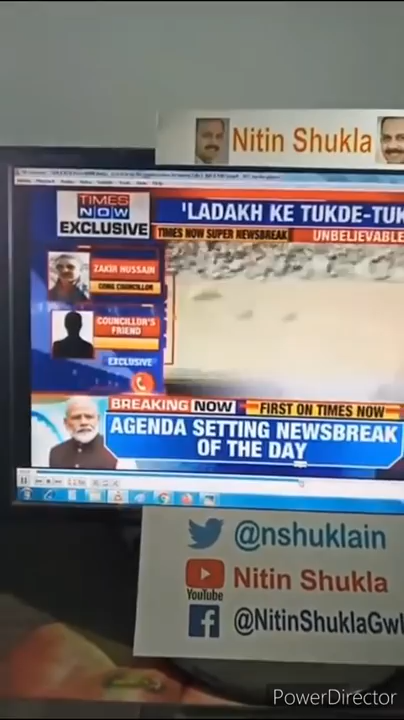 Nitin Shukla
TIMES
NOW
EXCLUSIVE
'LADAKH KE TUKDE-TUK
TIMES NOW SUPER NEWSBREAK
UNBELIEVABLE
ZAKIR HUSSAIN
CONG COUNCILLOR
COUNCILLOR'S
FRIEND
EXCLUSIVE
BREAKING NOW
FIRST ON TIMES NOW
AGENDA SETTING NEWSBREAK
OF THE DAY
@nshuklain
YouTube
Nitin Shukla
@NitinShuklaGwl
PowerDirector